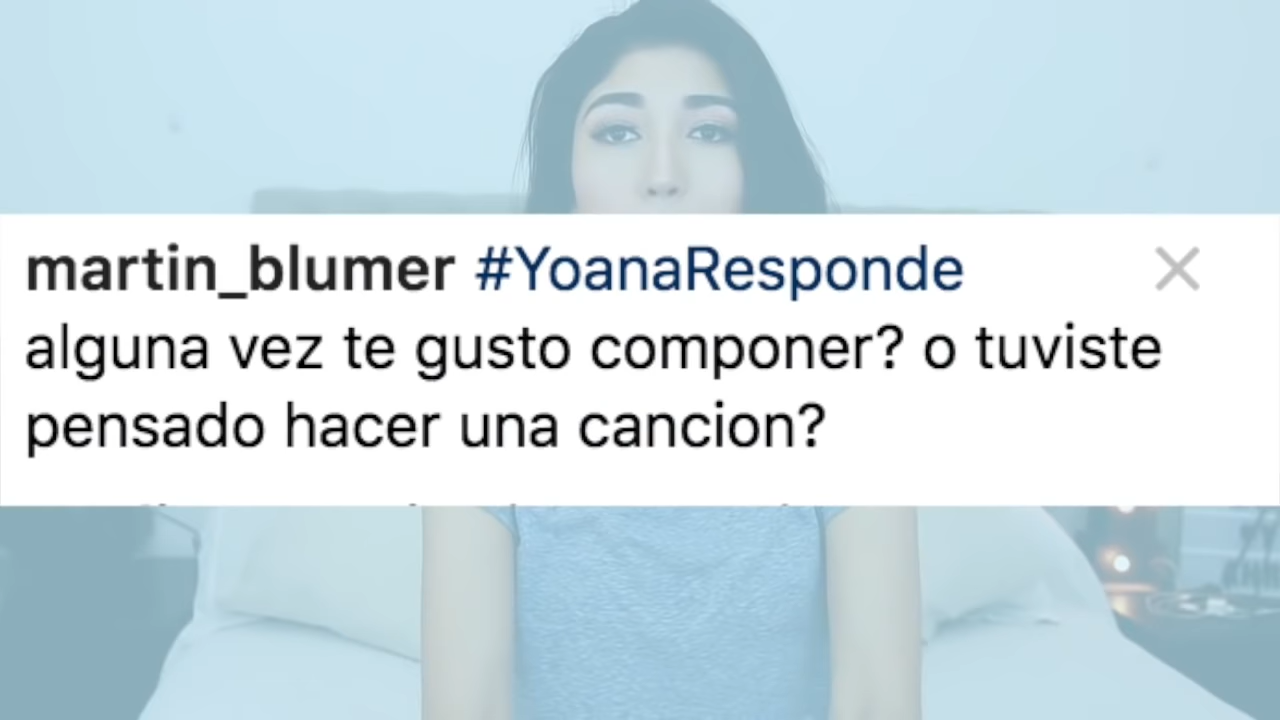 martin_blumer #YoanaResponde
alguna vez te gusto componer? o tuviste
pensado hacer una cancion?